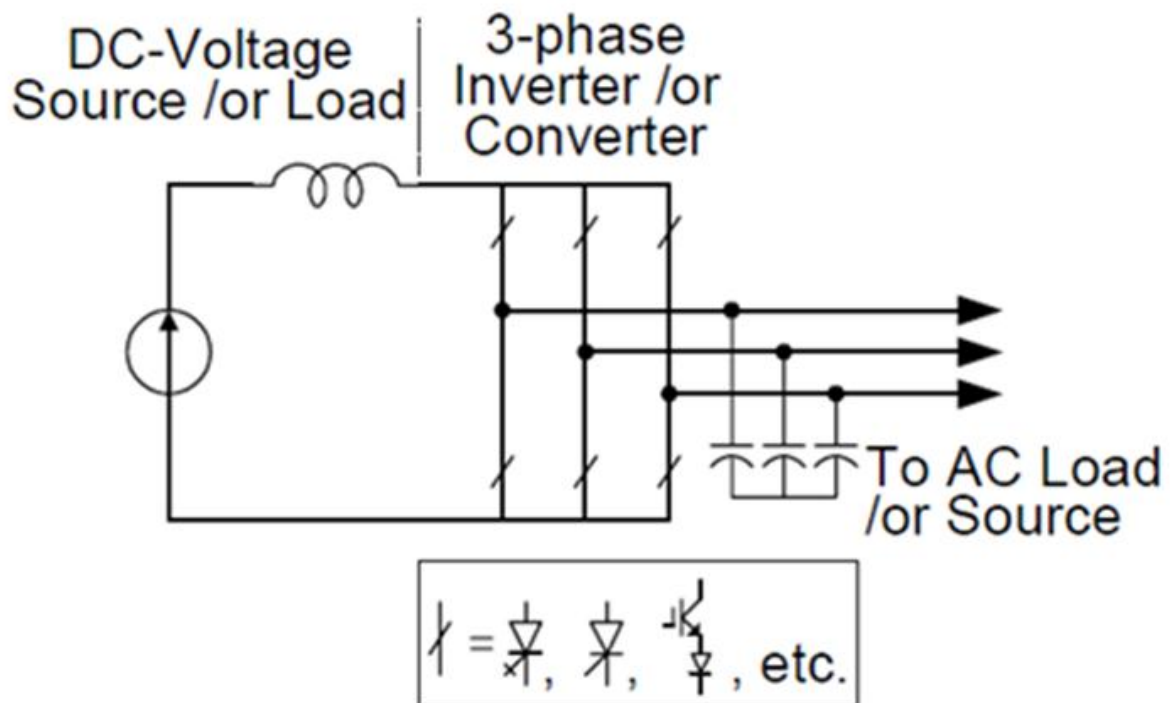 DC-Voltage
Source /or Load
3-phase
Inverter /or
Converter
To AC Load
/or Source
= , , , etc.